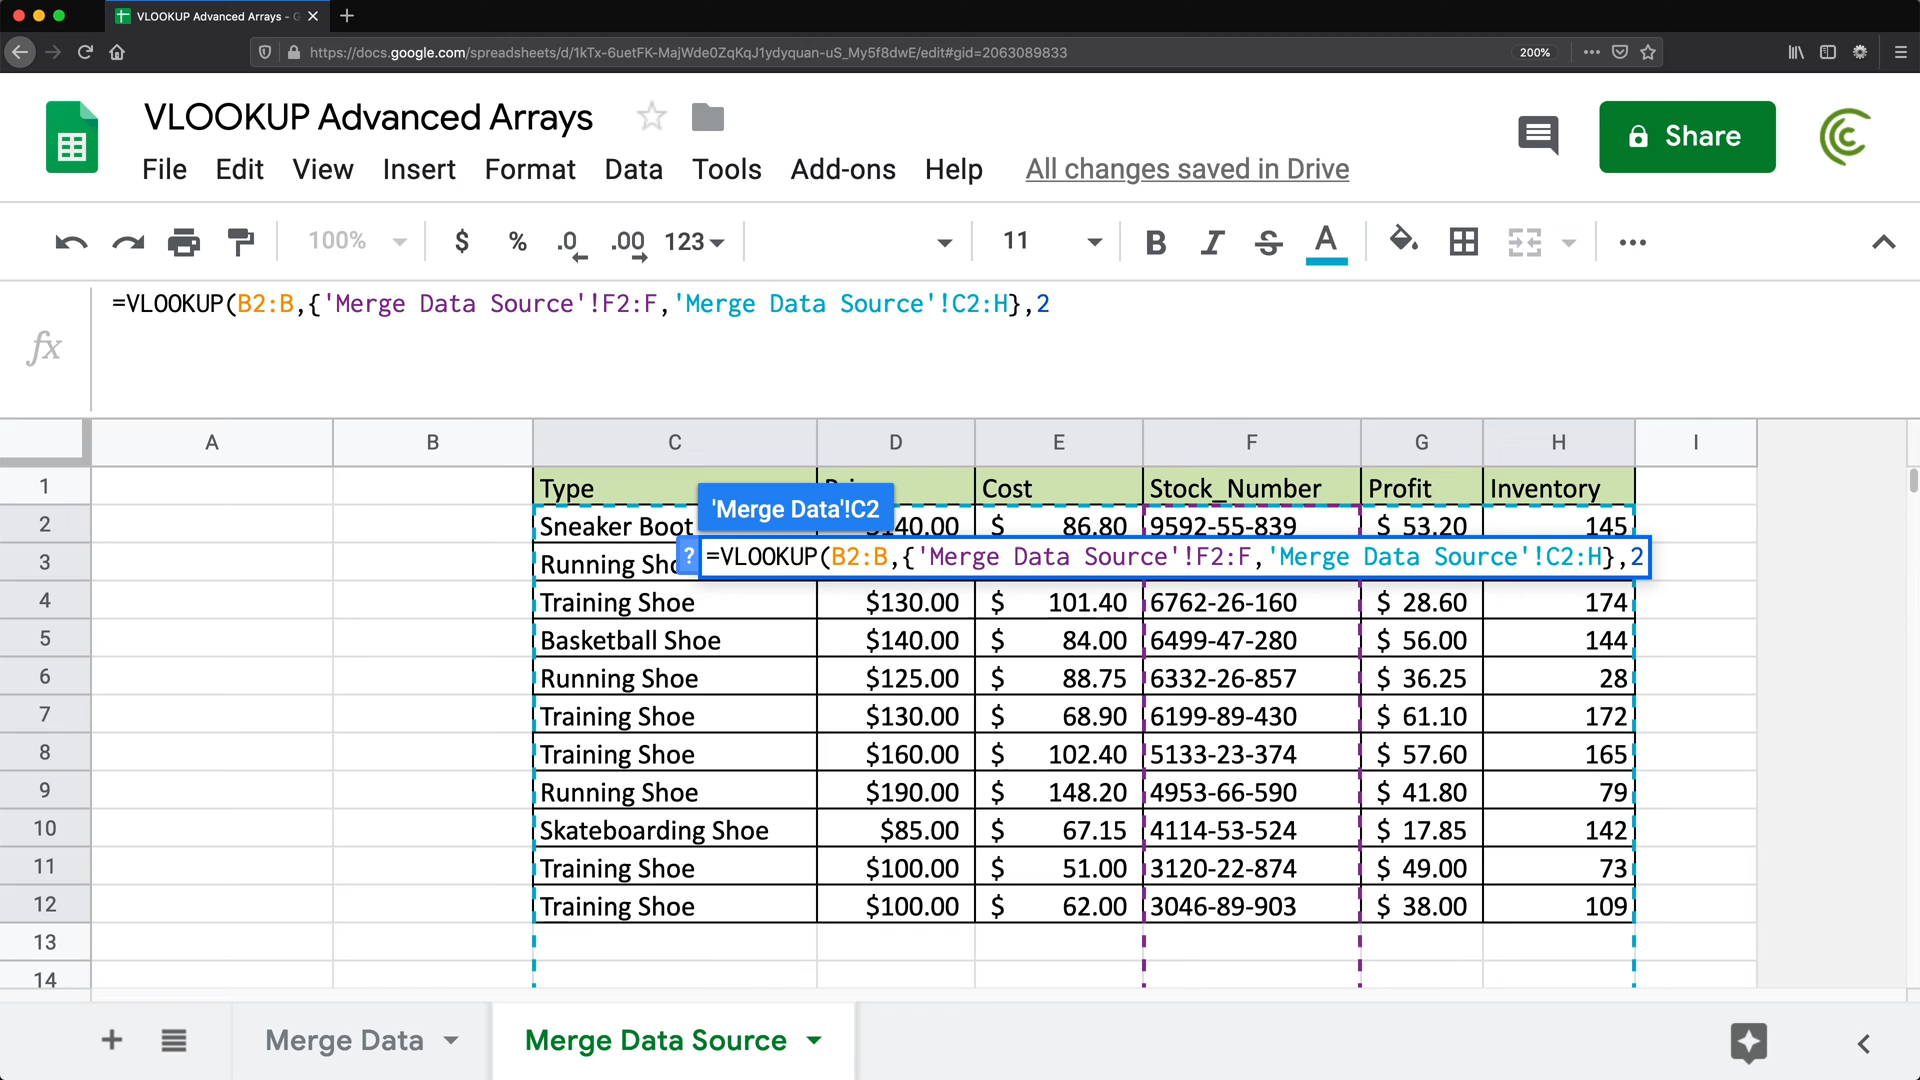 VLOOKUP Advanced Arrays - G
https://docs.google.com/spreadsheets/d/1kTx-6uetFK-MajWde0ZqKqJ1ydyquan-uS_My5f8dwE/edit#gid=2063089833 200%
VLOOKUP Advanced Arrays
Share
File Edit View Insert Format Data Tools Add-ons Help All changes saved in Drive
100% $ % .0 .00 123 11 B I S A
fx =VLOOKUP(B2:B,{'Merge Data Source'!F2:F,'Merge Data Source'!C2:H},2
A B C D E F G H I
1 Type Cost Stock_Number Profit Inventory
'Merge Data'!C2
2 Sneaker Boot $140.00 $ 86.80 9592-55-839 $ 53.20 145
? =VLOOKUP(B2:B,{'Merge Data Source'!F2:F,'Merge Data Source'!C2:H},2
3 Running Sho
4 Training Shoe $130.00 $ 101.40 6762-26-160 $ 28.60 174
5 Basketball Shoe $140.00 $ 84.00 6499-47-280 $ 56.00 144
6 Running Shoe $125.00 $ 88.75 6332-26-857 $ 36.25 28
7 Training Shoe $130.00 $ 68.90 6199-89-430 $ 61.10 172
8 Training Shoe $160.00 $ 102.40 5133-23-374 $ 57.60 165
9 Running Shoe $190.00 $ 148.20 4953-66-590 $ 41.80 79
10 Skateboarding Shoe $85.00 $ 67.15 4114-53-524 $ 17.85 142
11 Training Shoe $100.00 $ 51.00 3120-22-874 $ 49.00 73
12 Training Shoe $100.00 $ 62.00 3046-89-903 $ 38.00 109
13
14
Merge Data Merge Data Source